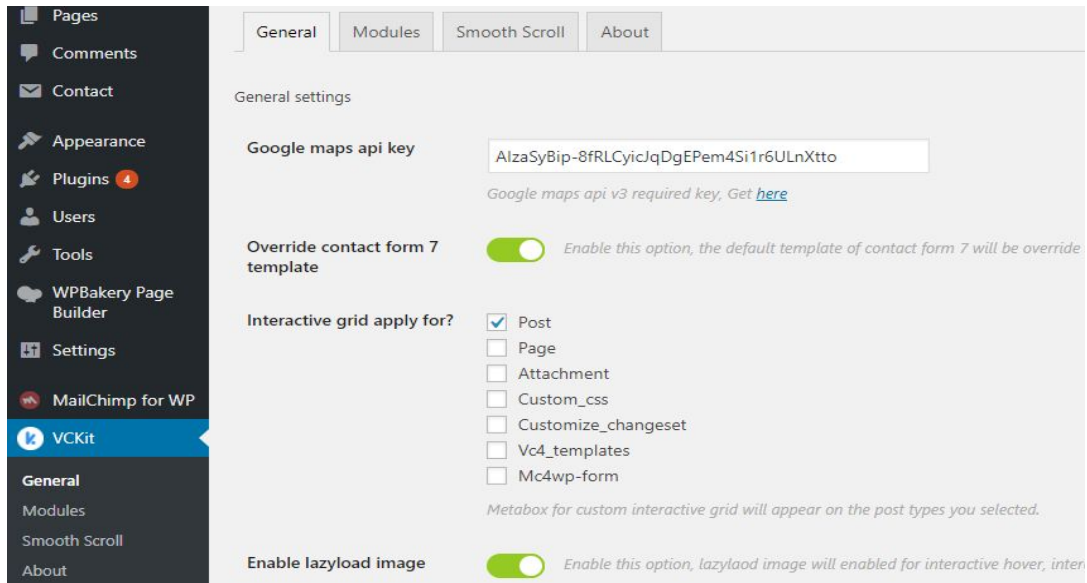 Pages
Comments
Contact
Appearance
Plugins 4
Users
Tools
WPBakery Page
Builder
Settings
MailChimp for WP
VCKit
General
Modules
Smooth Scroll
About
General Modules Smooth Scroll About
General settings
Google maps api key
AIzaSyBip-8fRLCyicJqDgEPem4Si1r6ULnXtto
Google maps api v3 required key, Get here
Override contact form 7
template
Enable this option, the default template of contact form 7 will be override
Interactive grid apply for?
Post
Page
Attachment
Custom_css
Customize_changeset
Vc4_templates
Mc4wp-form
Metabox for custom interactive grid will appear on the post types you selected.
Enable lazyload image
Enable this option, lazylaod image will enabled for interactive hover, inter